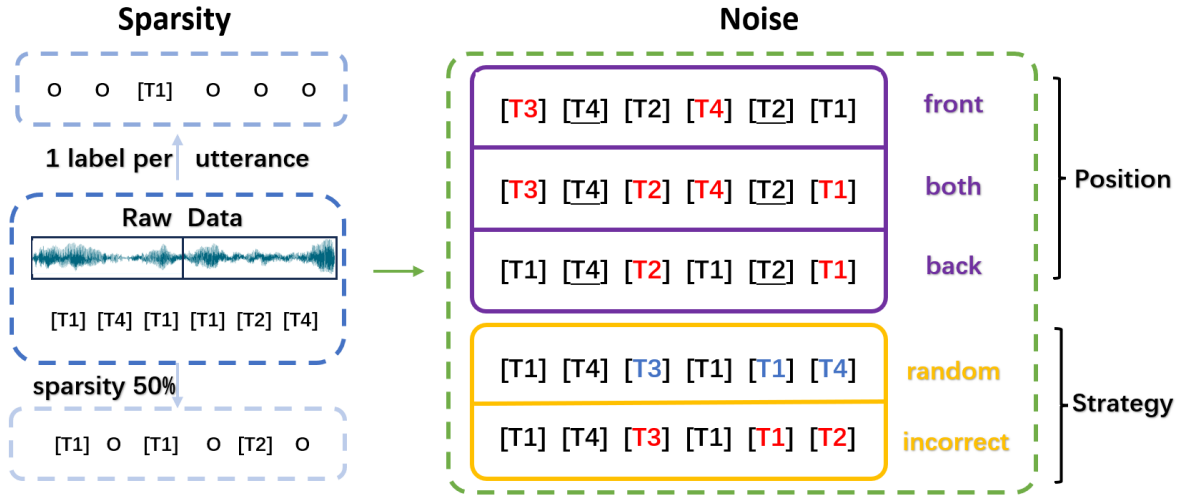 Sparsity
O O [T1] O O O
1 label per utterance
Raw Data
[T1] [T4] [T1] [T1] [T2] [T4]
sparsity 50%
[T1] O [T1] O [T2] O
Noise
[T3] [T4] [T2] [T4] [T2] [T1] front
[T3] [T4] [T2] [T4] [T2] [T1] both
[T1] [T4] [T2] [T1] [T2] [T1] back
Position
[T1] [T4] [T3] [T1] [T1] [T4] random
[T1] [T4] [T3] [T1] [T1] [T2] incorrect
Strategy